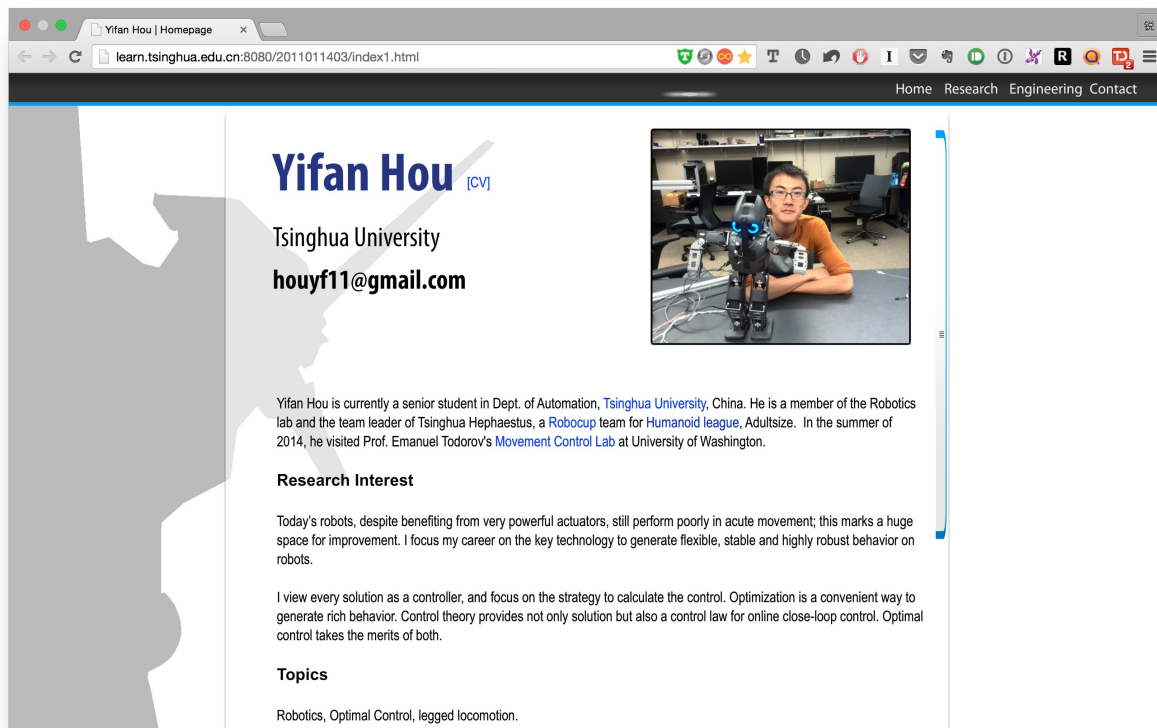 Yifan Hou | Homepage
锐
learn.tsinghua.edu.cn:8080/2011011403/index1.html
Home Research Engineering Contact
Yifan Hou [CV]
Tsinghua University
houyf11@gmail.com
Yifan Hou is currently a senior student in Dept. of Automation, Tsinghua University, China. He is a member of the Robotics
lab and the team leader of Tsinghua Hephaestus, a Robocup team for Humanoid league, Adultsize. In the summer of
2014, he visited Prof. Emanuel Todorov's Movement Control Lab at University of Washington.
Research Interest
Today's robots, despite benefiting from very powerful actuators, still perform poorly in acute movement; this marks a huge
space for improvement. I focus my career on the key technology to generate flexible, stable and highly robust behavior on
robots.
I view every solution as a controller, and focus on the strategy to calculate the control. Optimization is a convenient way to
generate rich behavior. Control theory provides not only solution but also a control law for online close-loop control. Optimal
control takes the merits of both.
Topics
Robotics, Optimal Control, legged locomotion.